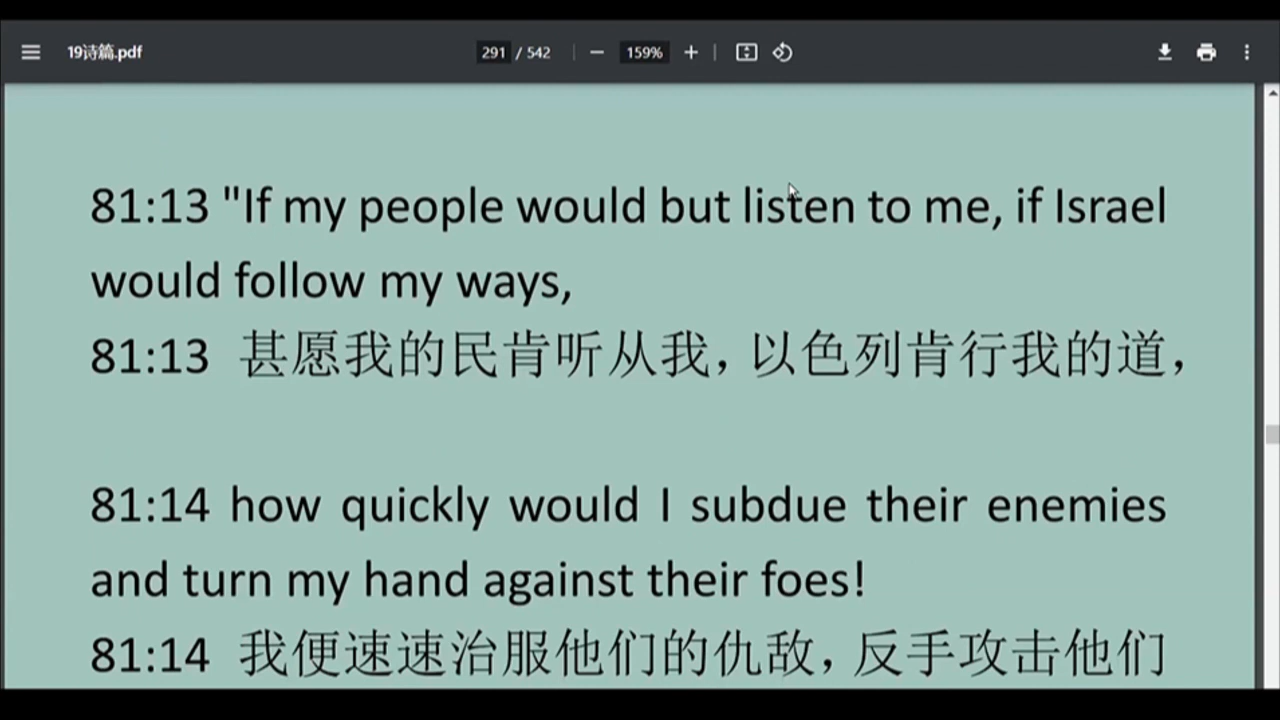 19诗篇.pdf
291 / 542
159%
81:13 "If my people would but listen to me, if Israel
would follow my ways,
81:13 甚愿我的民肯听从我，以色列肯行我的道，
81:14 how quickly would I subdue their enemies
and turn my hand against their foes!
81:14 我便速速治服他们的仇敌，反手攻击他们